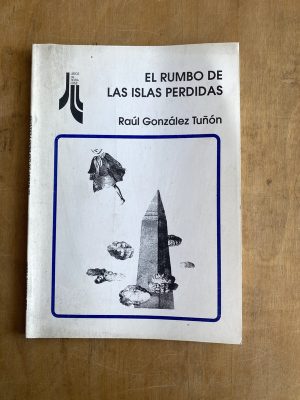 EL RUMBO DE
LAS ISLAS PERDIDAS
Raúl González Tuñón